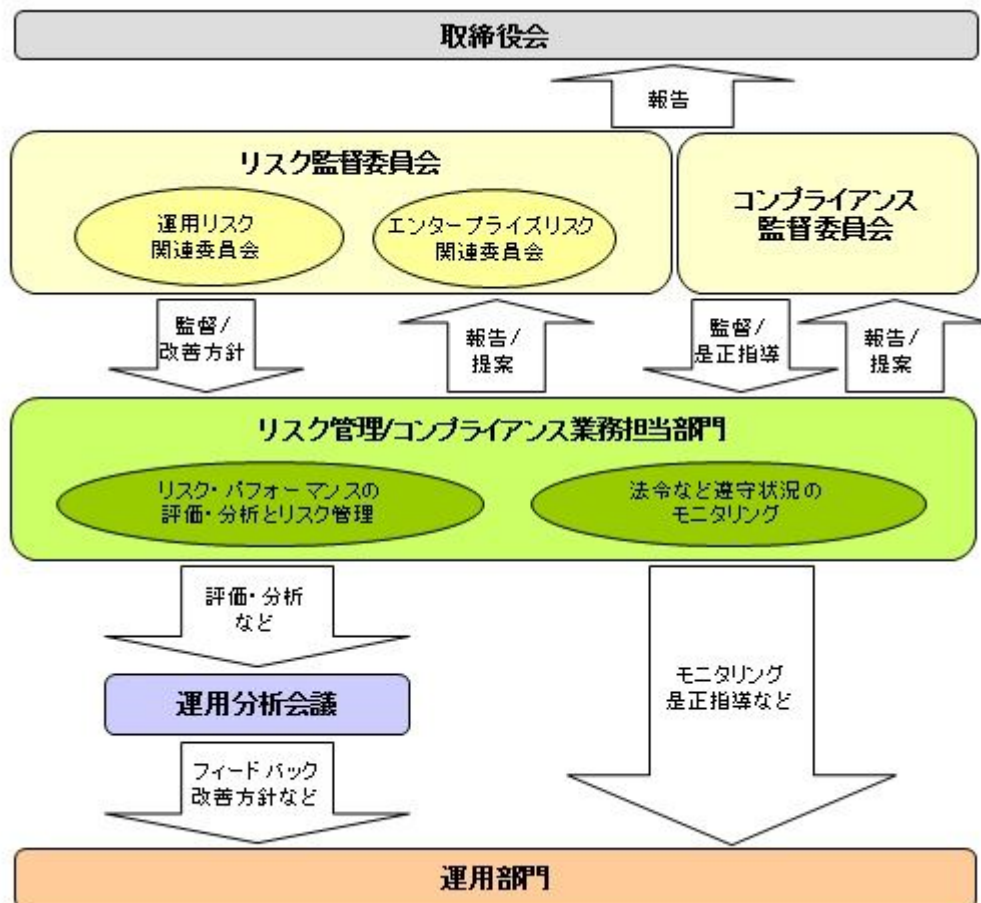 取締役会
報告
リスク監督委員会
運用リスク
関連委員会
エンタープライズリスク
関連委員会
コンプライアンス
監督委員会
監督/
改善方針
報告/
提案
監督/
是正指導
報告/
提案
リスク管理/コンプライアンス業務担当部門
リスク・パフォーマンスの
評価・分析とリスク管理
法令など遵守状況の
モニタリング
評価・分析
など
運用分析会議
モニタリング
是正指導など
フィードバック
改善方針など
運用部門